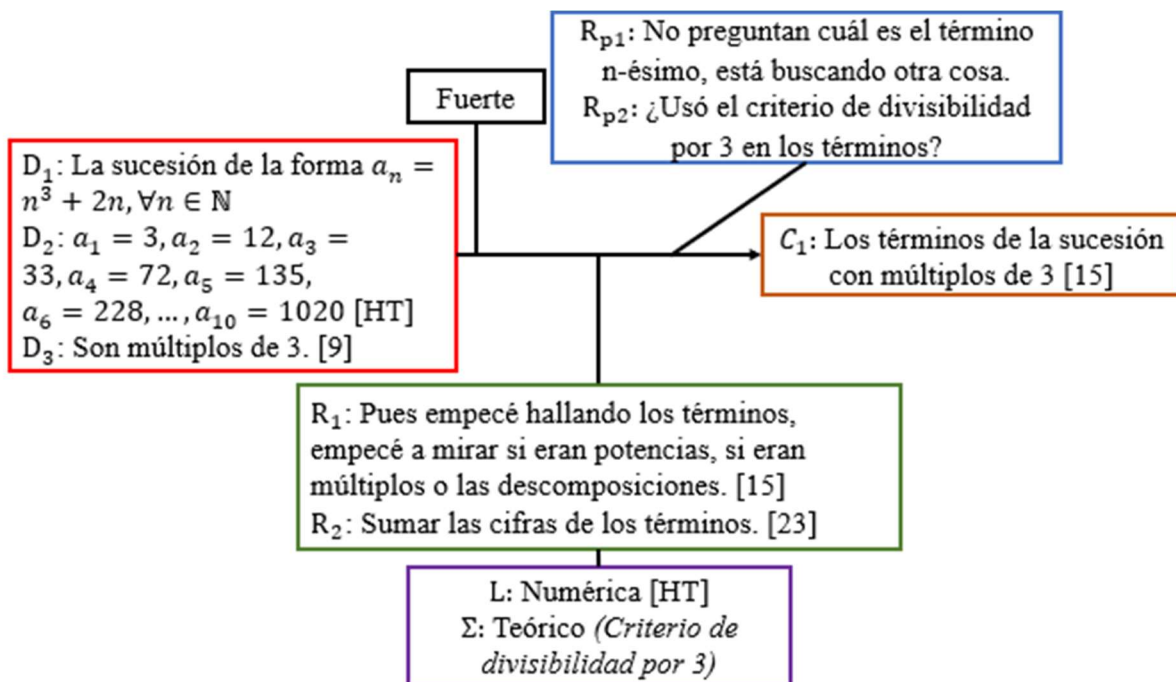 R_p1: No preguntan cuál es el término
n-ésimo, está buscando otra cosa.
R_p2: ¿Usó el criterio de divisibilidad
por 3 en los términos?
Fuerte
D₁: La sucesión de la forma aₙ =
n³ + 2n, ∀n ∈ ℕ
D₂: a₁ = 3, a₂ = 12, a₃ =
33, a₄ = 72, a₅ = 135,
a₆ = 228, ..., a₁₀ = 1020 [HT]
D₃: Son múltiplos de 3. [9]
C₁: Los términos de la sucesión
con múltiplos de 3 [15]
R₁: Pues empecé hallando los términos,
empecé a mirar si eran potencias, si eran
múltiplos o las descomposiciones. [15]
R₂: Sumar las cifras de los términos. [23]
L: Numérica [HT]
Σ: Teórico (Criterio de
divisibilidad por 3)